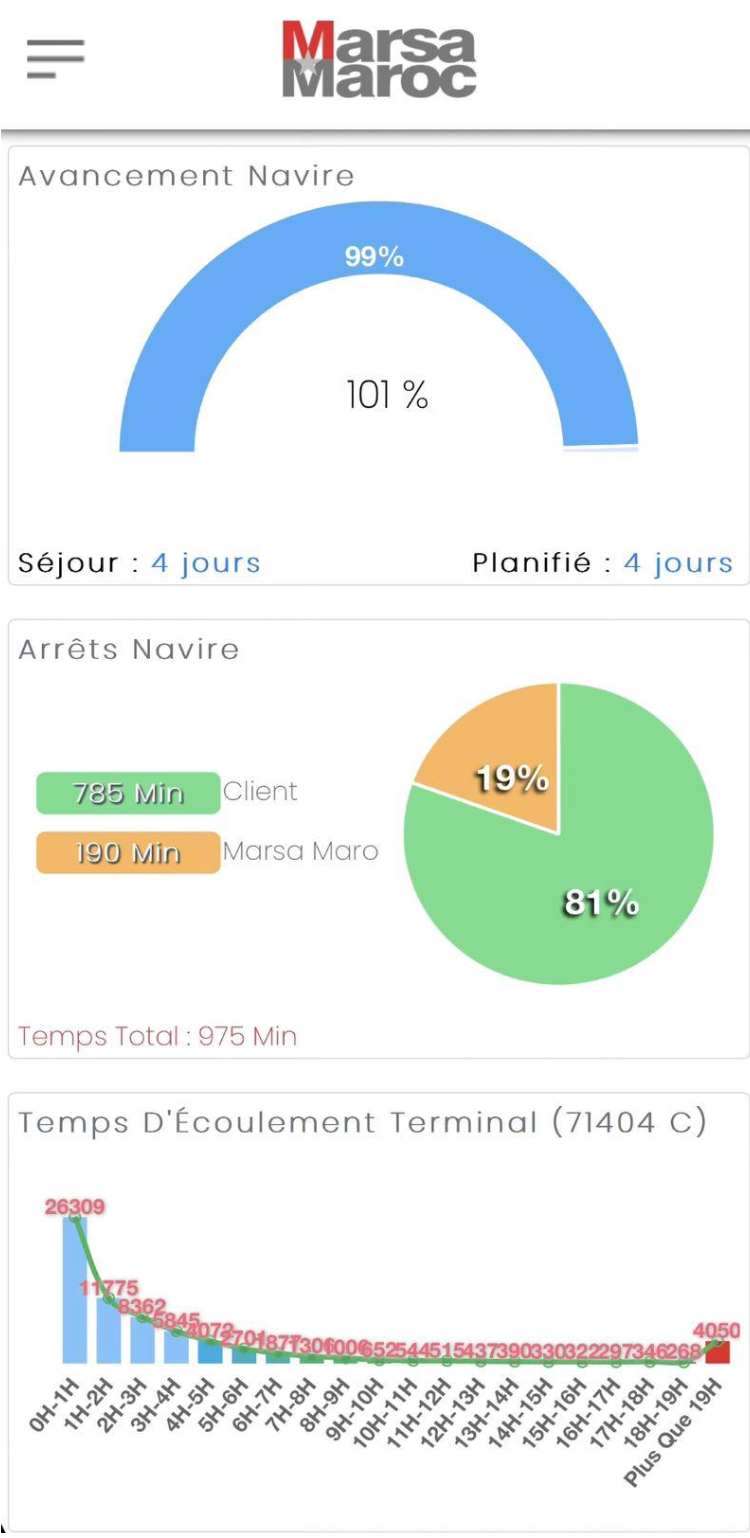 Marsa
Maroc
Avancement Navire
99%
101 %
Séjour : 4 jours
Planifié : 4 jours
Arrêts Navire
19%
785 Min Client
190 Min Marsa Maro
81%
Temps Total : 975 Min
Temps D'Écoulement Terminal (71404 C)
26309
11775
8362
5845
4072
2701
1877
1306
1006
652
544
515
437
390
330
322
297
346
268
4050
0H-1H
1H-2H
2H-3H
3H-4H
4H-5H
5H-6H
6H-7H
7H-8H
8H-9H
9H-10H
10H-11H
11H-12H
12H-13H
13H-14H
14H-15H
15H-16H
16H-17H
17H-18H
18H-19H
Plus Que 19H